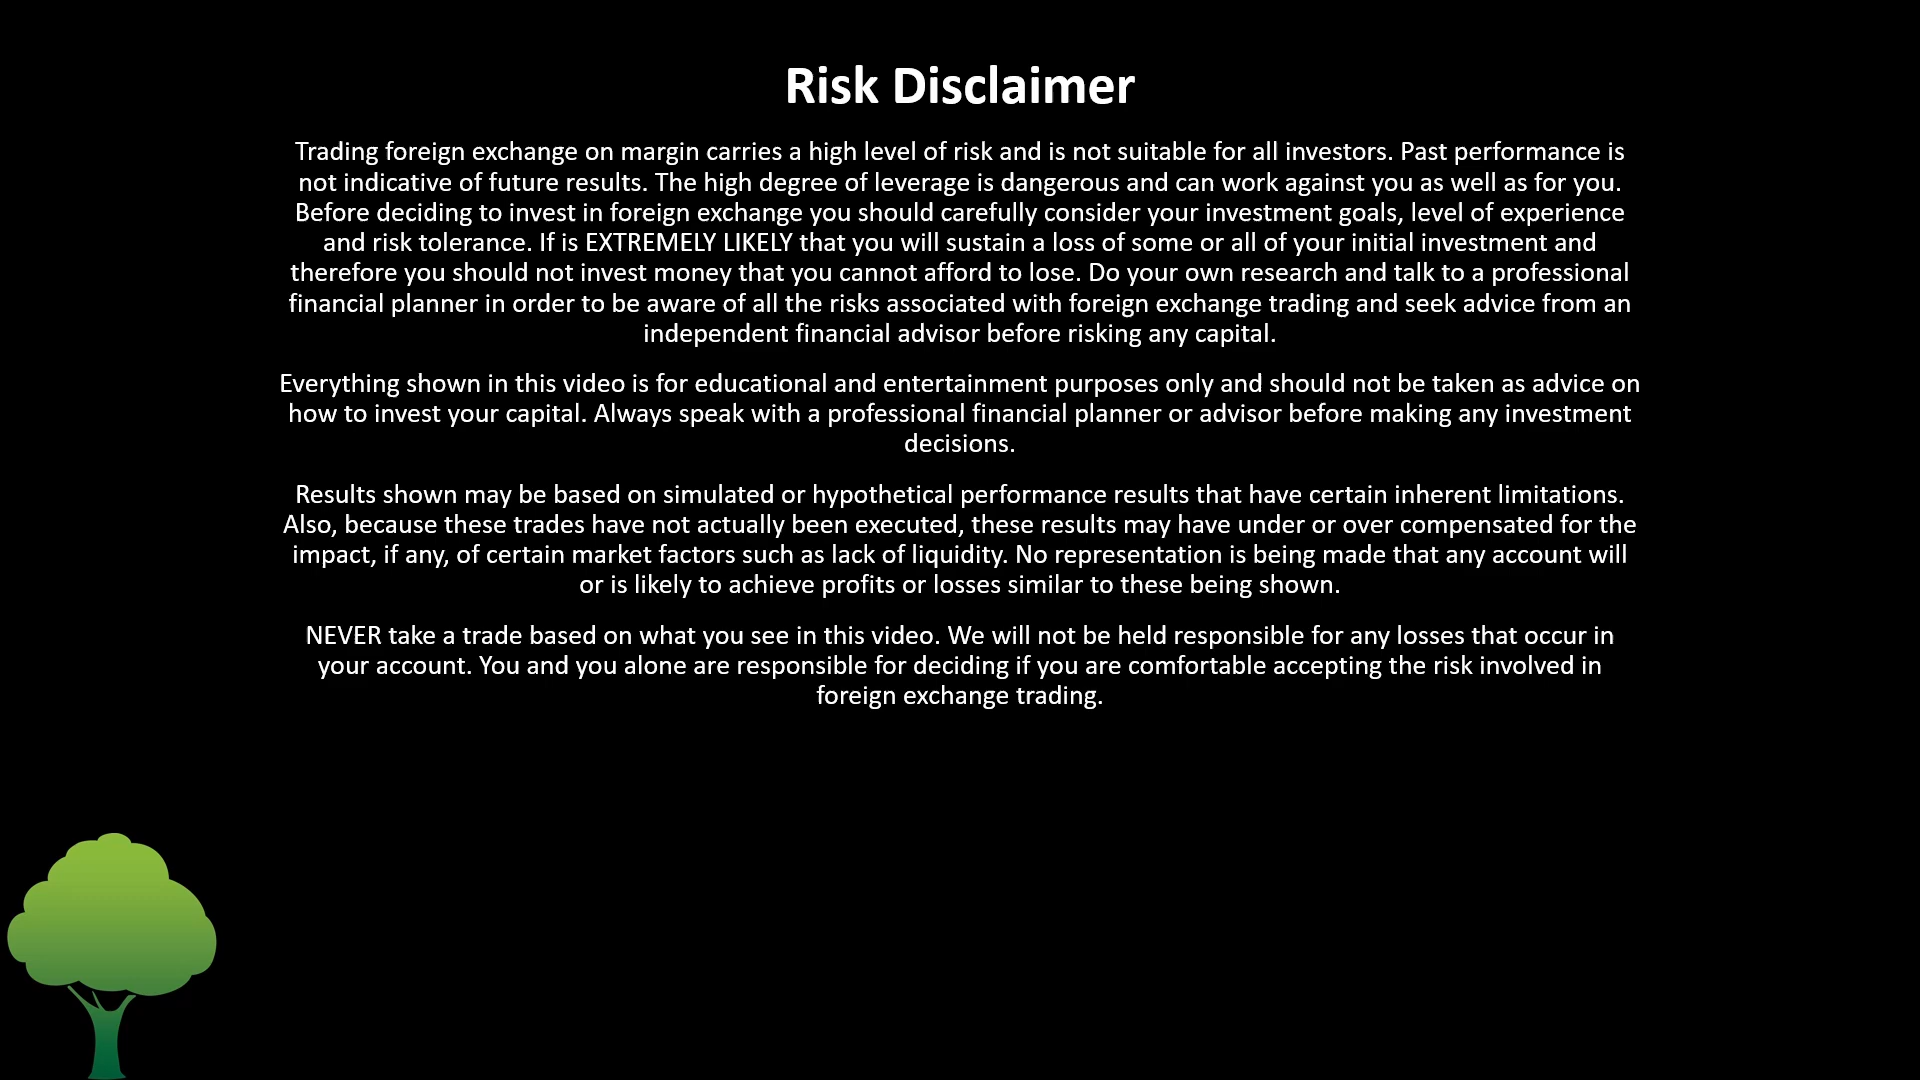 Risk Disclaimer
Trading foreign exchange on margin carries a high level of risk and is not suitable for all investors. Past performance is
not indicative of future results. The high degree of leverage is dangerous and can work against you as well as for you.
Before deciding to invest in foreign exchange you should carefully consider your investment goals, level of experience
and risk tolerance. If is EXTREMELY LIKELY that you will sustain a loss of some or all of your initial investment and
therefore you should not invest money that you cannot afford to lose. Do your own research and talk to a professional
financial planner in order to be aware of all the risks associated with foreign exchange trading and seek advice from an
independent financial advisor before risking any capital.
Everything shown in this video is for educational and entertainment purposes only and should not be taken as advice on
how to invest your capital. Always speak with a professional financial planner or advisor before making any investment
decisions.
Results shown may be based on simulated or hypothetical performance results that have certain inherent limitations.
Also, because these trades have not actually been executed, these results may have under or over compensated for the
impact, if any, of certain market factors such as lack of liquidity. No representation is being made that any account will
or is likely to achieve profits or losses similar to these being shown.
NEVER take a trade based on what you see in this video. We will not be held responsible for any losses that occur in
your account. You and you alone are responsible for deciding if you are comfortable accepting the risk involved in
foreign exchange trading.